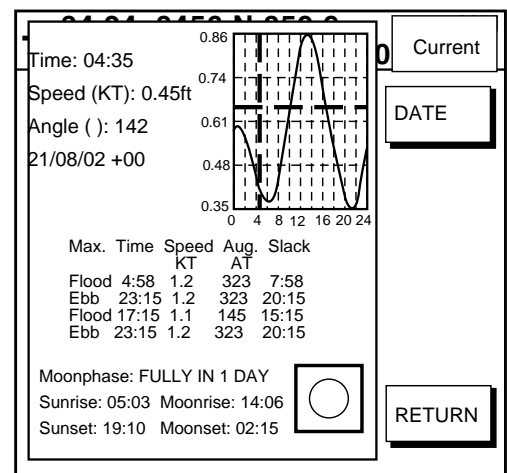 Time: 04:35
Speed (KT): 0.45ft
Angle ( ): 142
21/08/02 +00
0.86
0.74
0.61
0.48
0.35
0 4 8 12 16 20 24
Max. Time Speed Aug. Slack
KT AT
Flood 4:58 1.2 323 7:58
Ebb 23:15 1.2 323 20:15
Flood 17:15 1.1 145 15:15
Ebb 23:15 1.2 323 20:15
Moonphase: FULLY IN 1 DAY
Sunrise: 05:03 Moonrise: 14:06
Sunset: 19:10 Moonset: 02:15
Current
DATE
RETURN